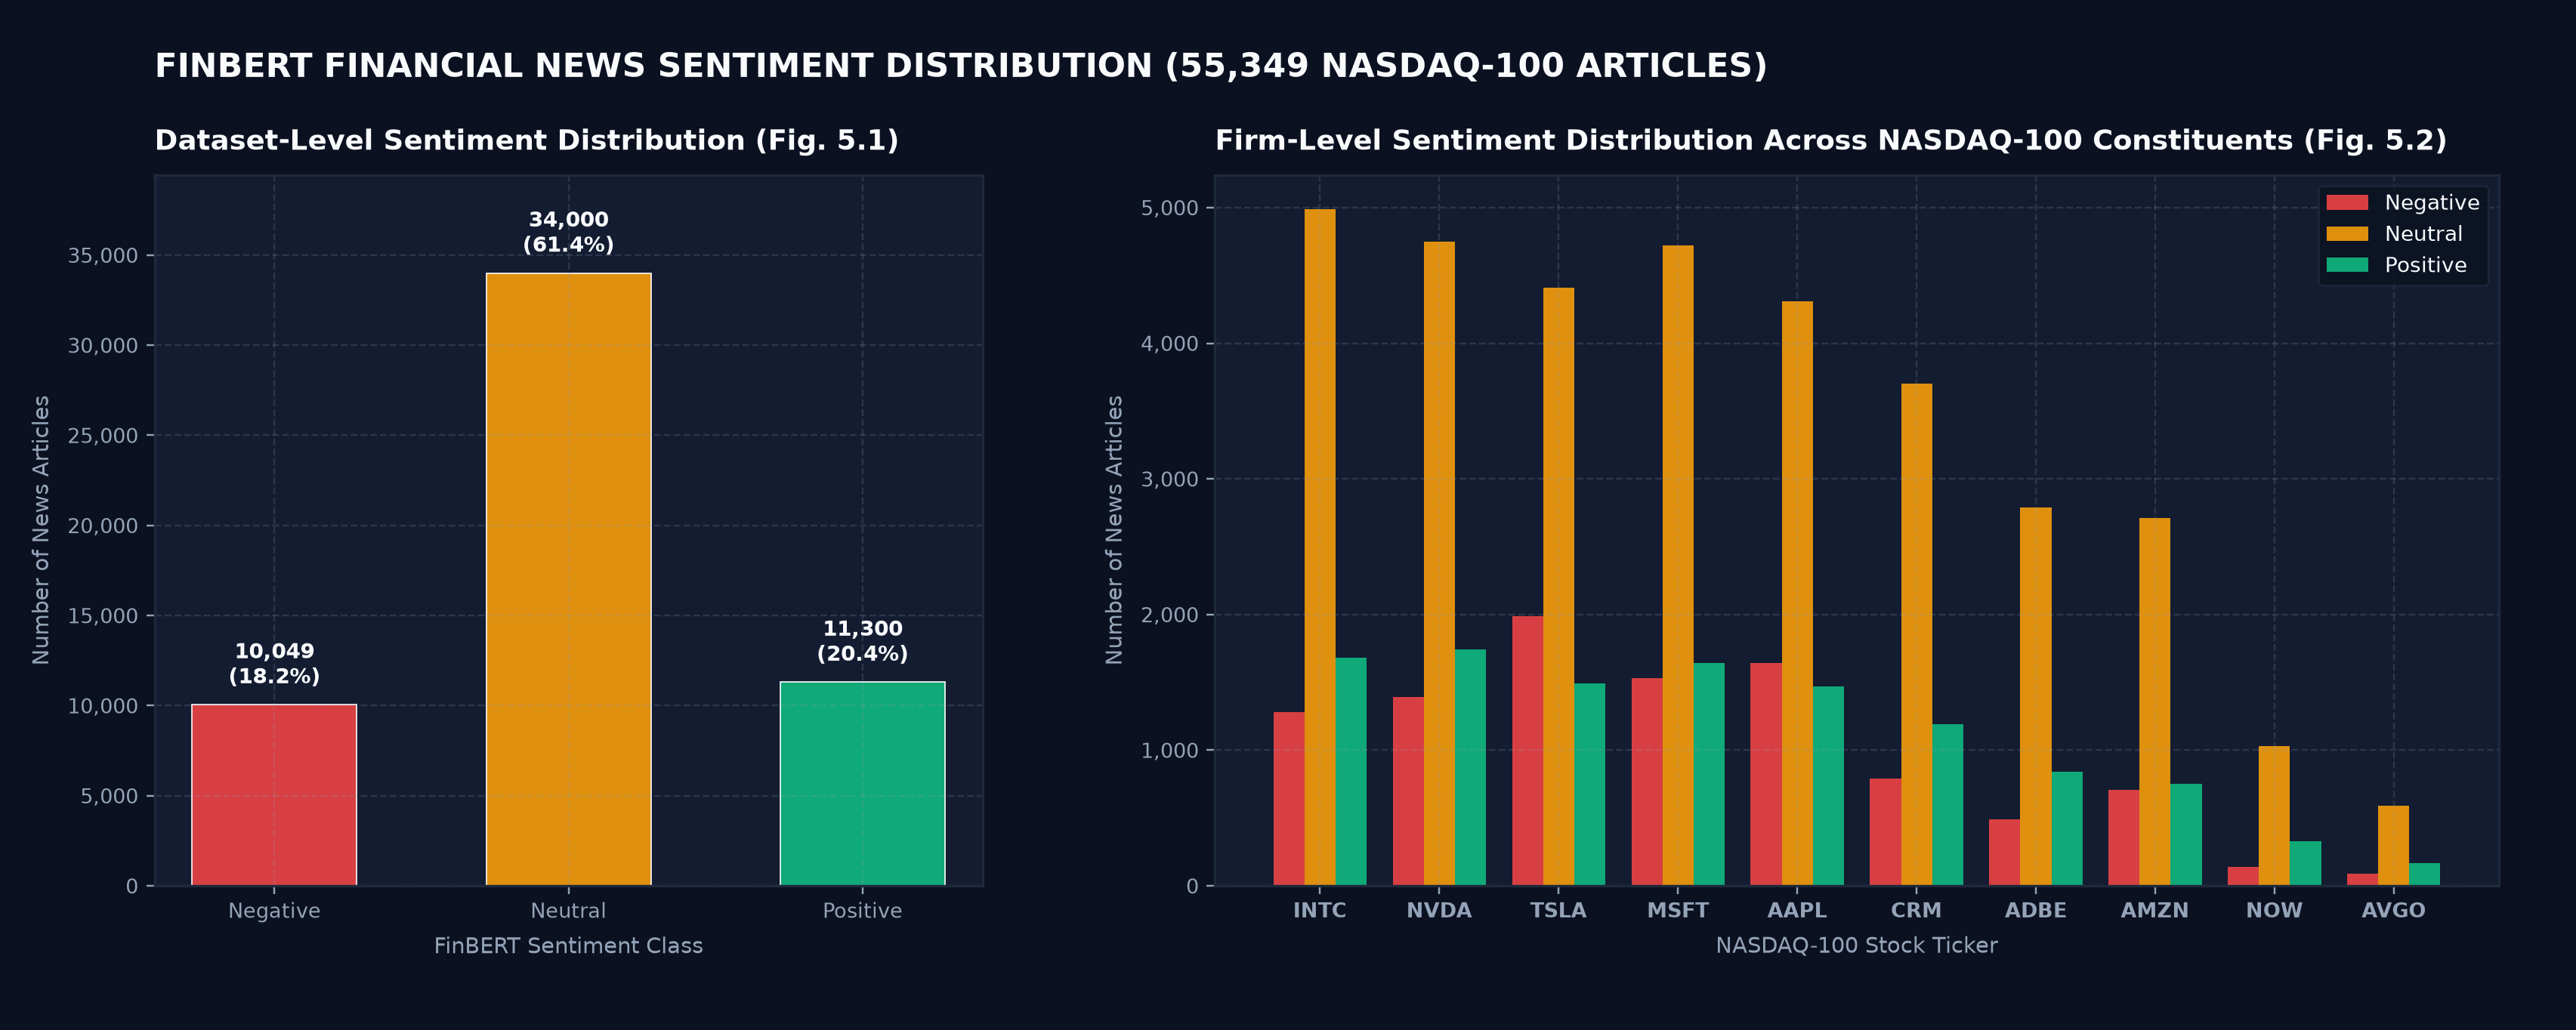 FINBERT FINANCIAL NEWS SENTIMENT DISTRIBUTION (55,349 NASDAQ-100 ARTICLES)
Dataset-Level Sentiment Distribution (Fig. 5.1)
Number of News Articles
35,000
30,000
25,000
20,000
15,000
10,000
5,000
0
10,049
(18.2%)
34,000
(61.4%)
11,300
(20.4%)
Negative
Neutral
Positive
FinBERT Sentiment Class
Firm-Level Sentiment Distribution Across NASDAQ-100 Constituents (Fig. 5.2)
Number of News Articles
5,000
4,000
3,000
2,000
1,000
0
Negative
Neutral
Positive
INTC
NVDA
TSLA
MSFT
AAPL
CRM
ADBE
AMZN
NOW
AVGO
NASDAQ-100 Stock Ticker